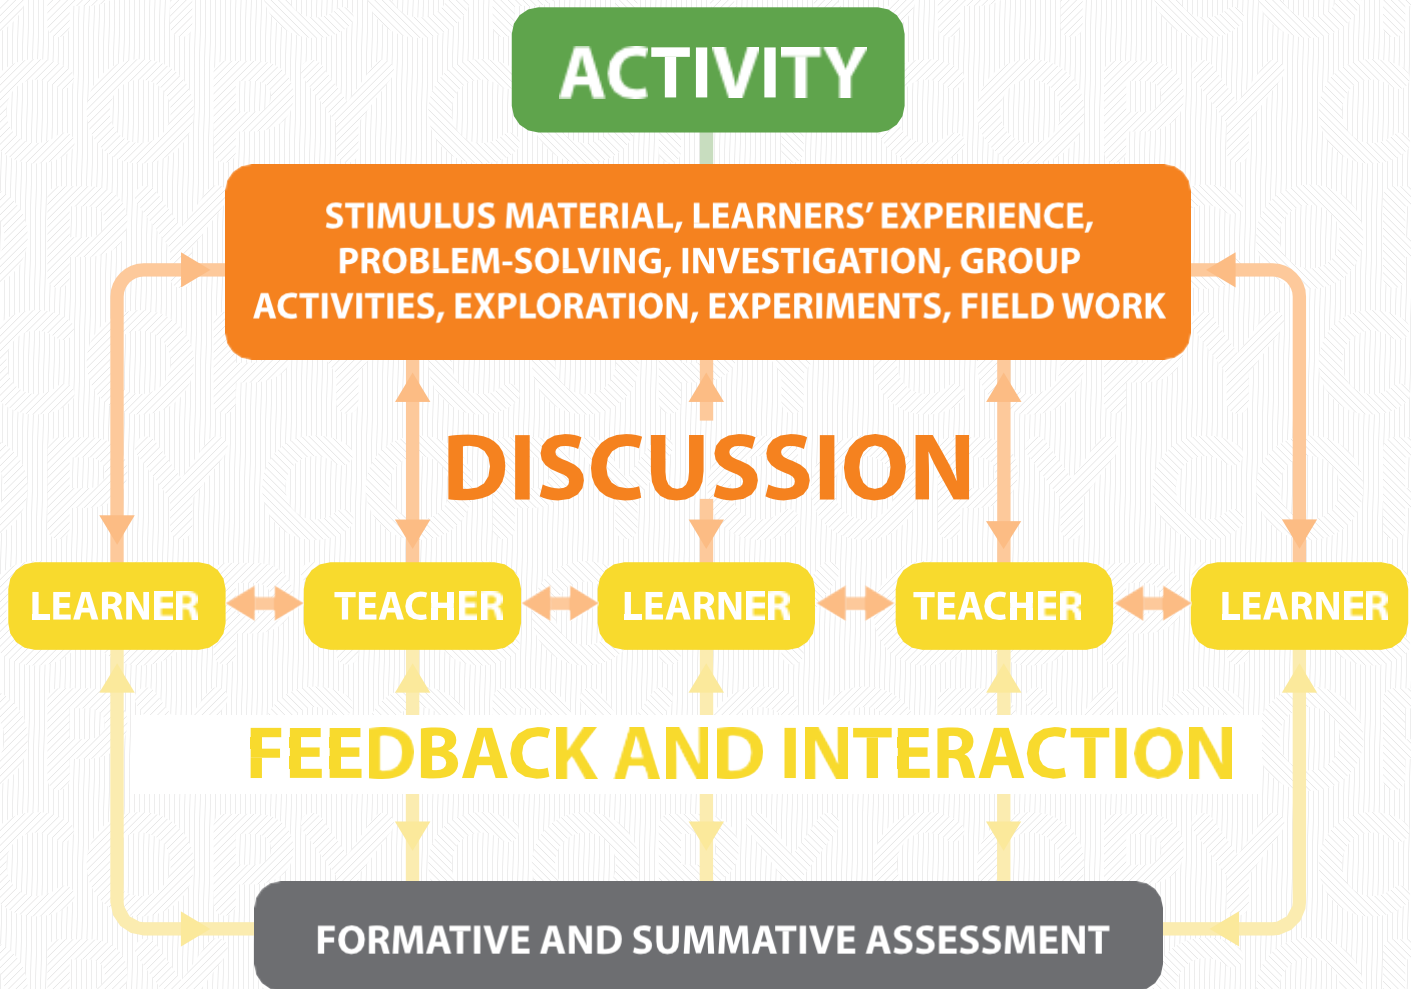 ACTIVITY
STIMULUS MATERIAL, LEARNERS’ EXPERIENCE,
PROBLEM-SOLVING, INVESTIGATION, GROUP
ACTIVITIES, EXPLORATION, EXPERIMENTS, FIELD WORK
DISCUSSION
LEARNER
TEACHER
LEARNER
TEACHER
LEARNER
FEEDBACK AND INTERACTION
FORMATIVE AND SUMMATIVE ASSESSMENT